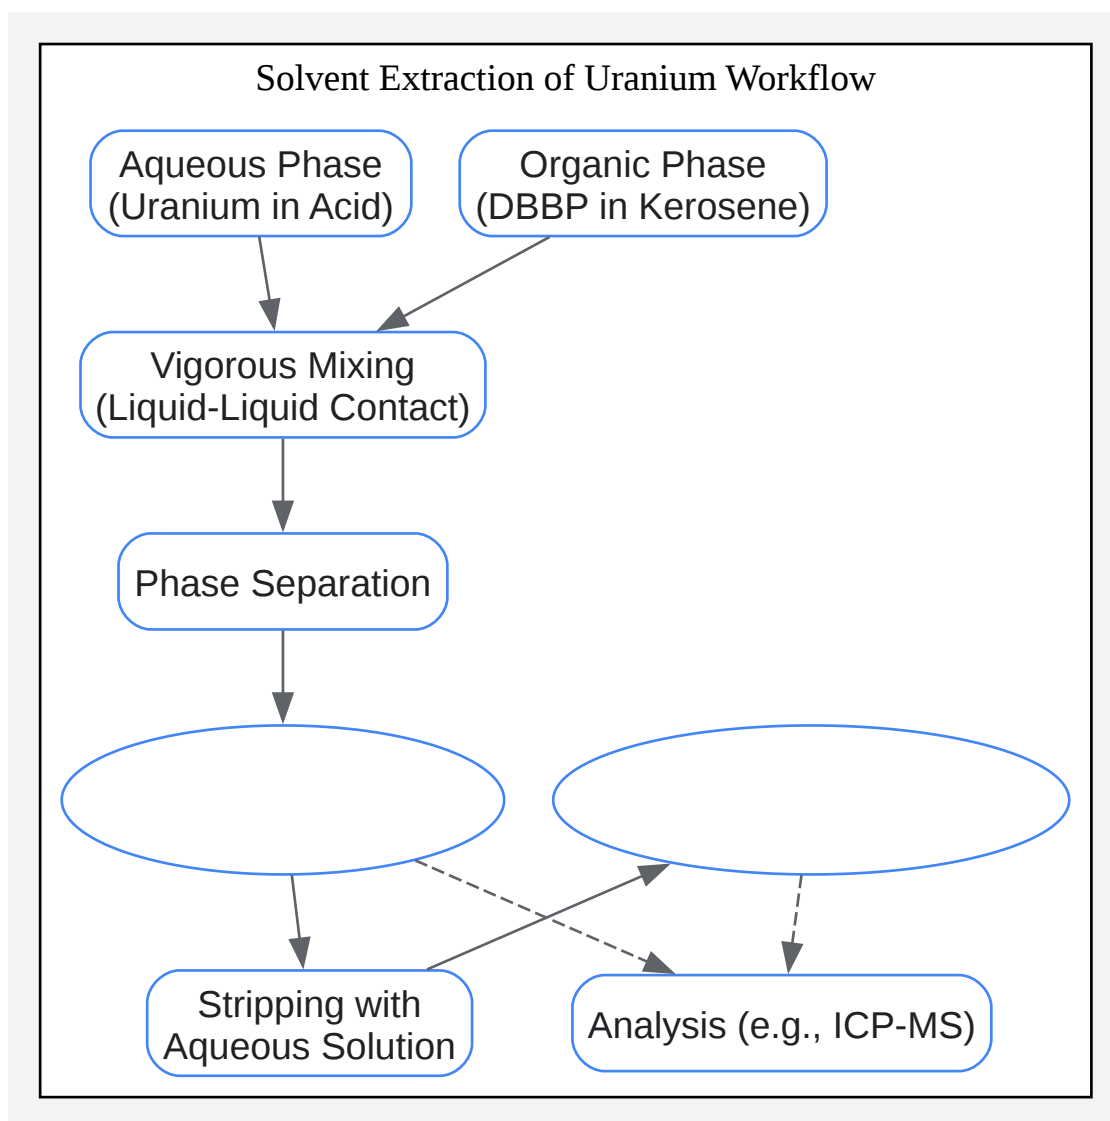 Solvent Extraction of Uranium Workflow
Aqueous Phase
(Uranium in Acid)
Organic Phase
(DBBP in Kerosene)
Vigorous Mixing
(Liquid-Liquid Contact)
Phase Separation
Stripping with
Aqueous Solution
Analysis (e.g., ICP-MS)